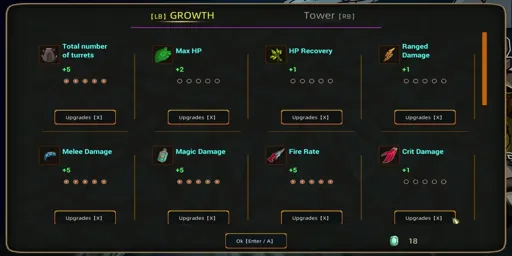 [LB] GROWTH
Tower [RB]
Total number
of turrets
+5
Upgrades [X]
Max HP
+2
Upgrades [X]
HP Recovery
+1
Upgrades [X]
Ranged
Damage
+1
Upgrades [X]
Melee Damage
+5
Upgrades [X]
Magic Damage
+5
Upgrades [X]
Fire Rate
+5
Upgrades [X]
Crit Damage
+1
Upgrades [X]
Ok [Enter / A]
18